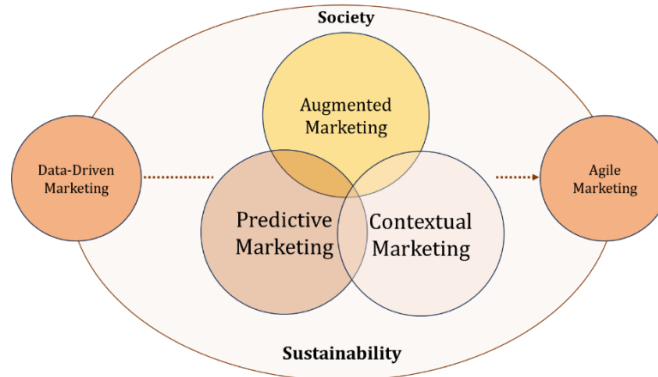 Society
Augmented
Marketing
Data-Driven
Marketing
Predictive
Marketing
Contextual
Marketing
Agile
Marketing
Sustainability